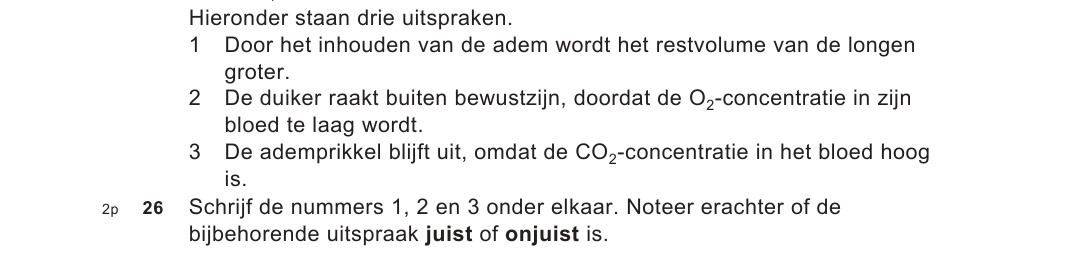 Hieronder staan drie uitspraken.
1 Door het inhouden van de adem wordt het restvolume van de longen
groter.
2 De duiker raakt buiten bewustzijn, doordat de O₂-concentratie in zijn
bloed te laag wordt.
3 De ademprikkel blijft uit, omdat de CO₂-concentratie in het bloed hoog
is.
2p 26 Schrijf de nummers 1, 2 en 3 onder elkaar. Noteer erachter of de
bijbehorende uitspraak juist of onjuist is.